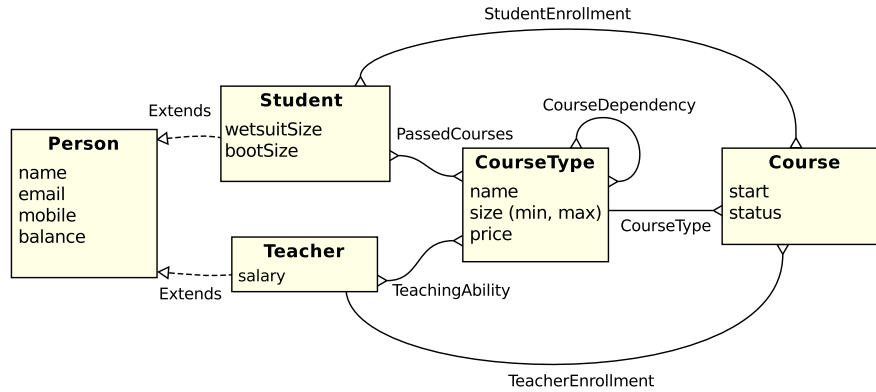 StudentEnrollment
Extends
Student
wetsuitSize
bootSize
CourseDependency
PassedCourses
Person
name
email
mobile
balance
CourseType
name
size (min, max)
price
Course
start
status
CourseType
Teacher
salary
Extends
TeachingAbility
TeacherEnrollment